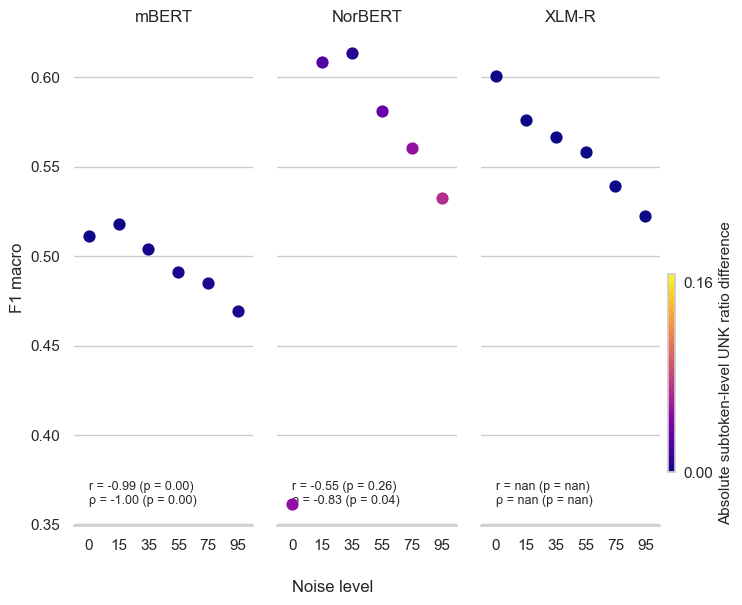 mBERT
NorBERT
XLM-R
F1 macro
0.60
0.55
0.50
0.45
0.40
0.35
r = -0.99 (p = 0.00)
ρ = -1.00 (p = 0.00)
r = -0.55 (p = 0.26)
ρ = -0.83 (p = 0.04)
r = nan (p = nan)
ρ = nan (p = nan)
0 15 35 55 75 95
0 15 35 55 75 95
0 15 35 55 75 95
Noise level
0.16
0.00
Absolute subtoken-level UNK ratio difference